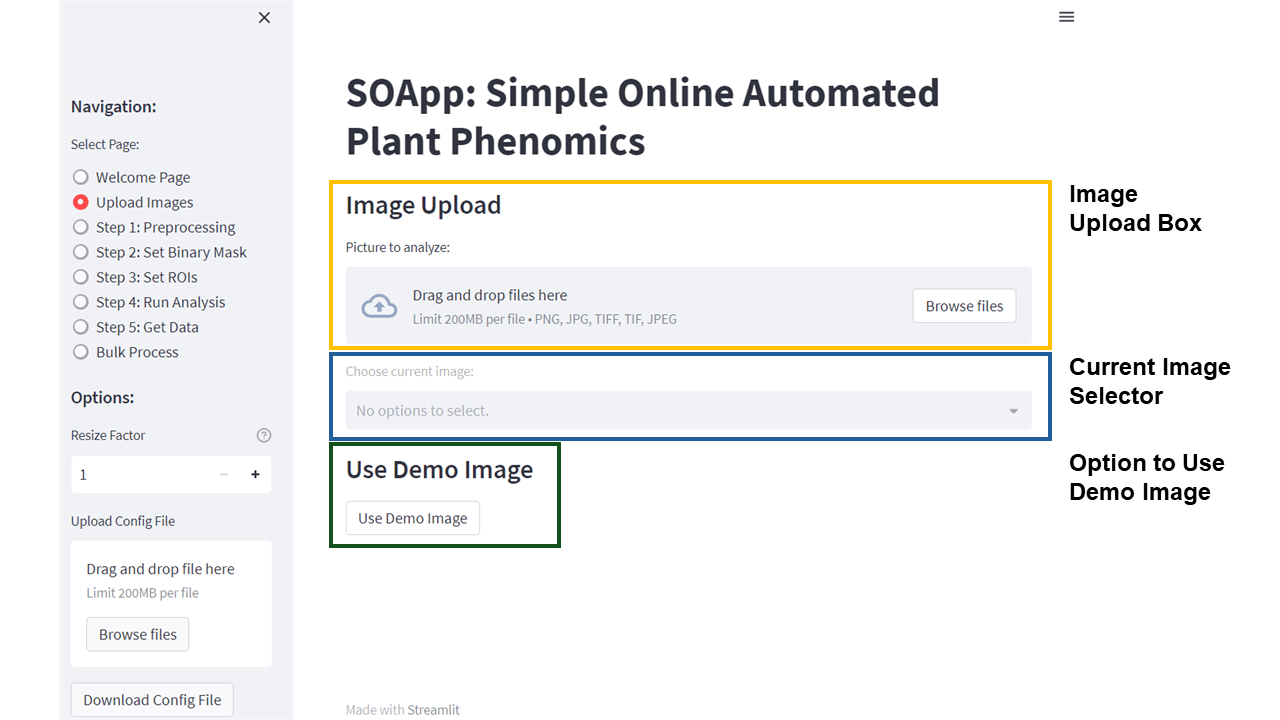 Navigation:
Select Page:
Welcome Page
Upload Images
Step 1: Preprocessing
Step 2: Set Binary Mask
Step 3: Set ROIs
Step 4: Run Analysis
Step 5: Get Data
Bulk Process
Options:
Resize Factor
1
Upload Config File
Drag and drop file here
Limit 200MB per file
Browse files
Download Config File
SOApp: Simple Online Automated
Plant Phenomics
Image Upload
Picture to analyze:
Drag and drop files here
Limit 200MB per file • PNG, JPG, TIFF, TIF, JPEG
Browse files
Choose current image:
No options to select.
Use Demo Image
Use Demo Image
Made with Streamlit
Image
Upload Box
Current Image
Selector
Option to Use
Demo Image